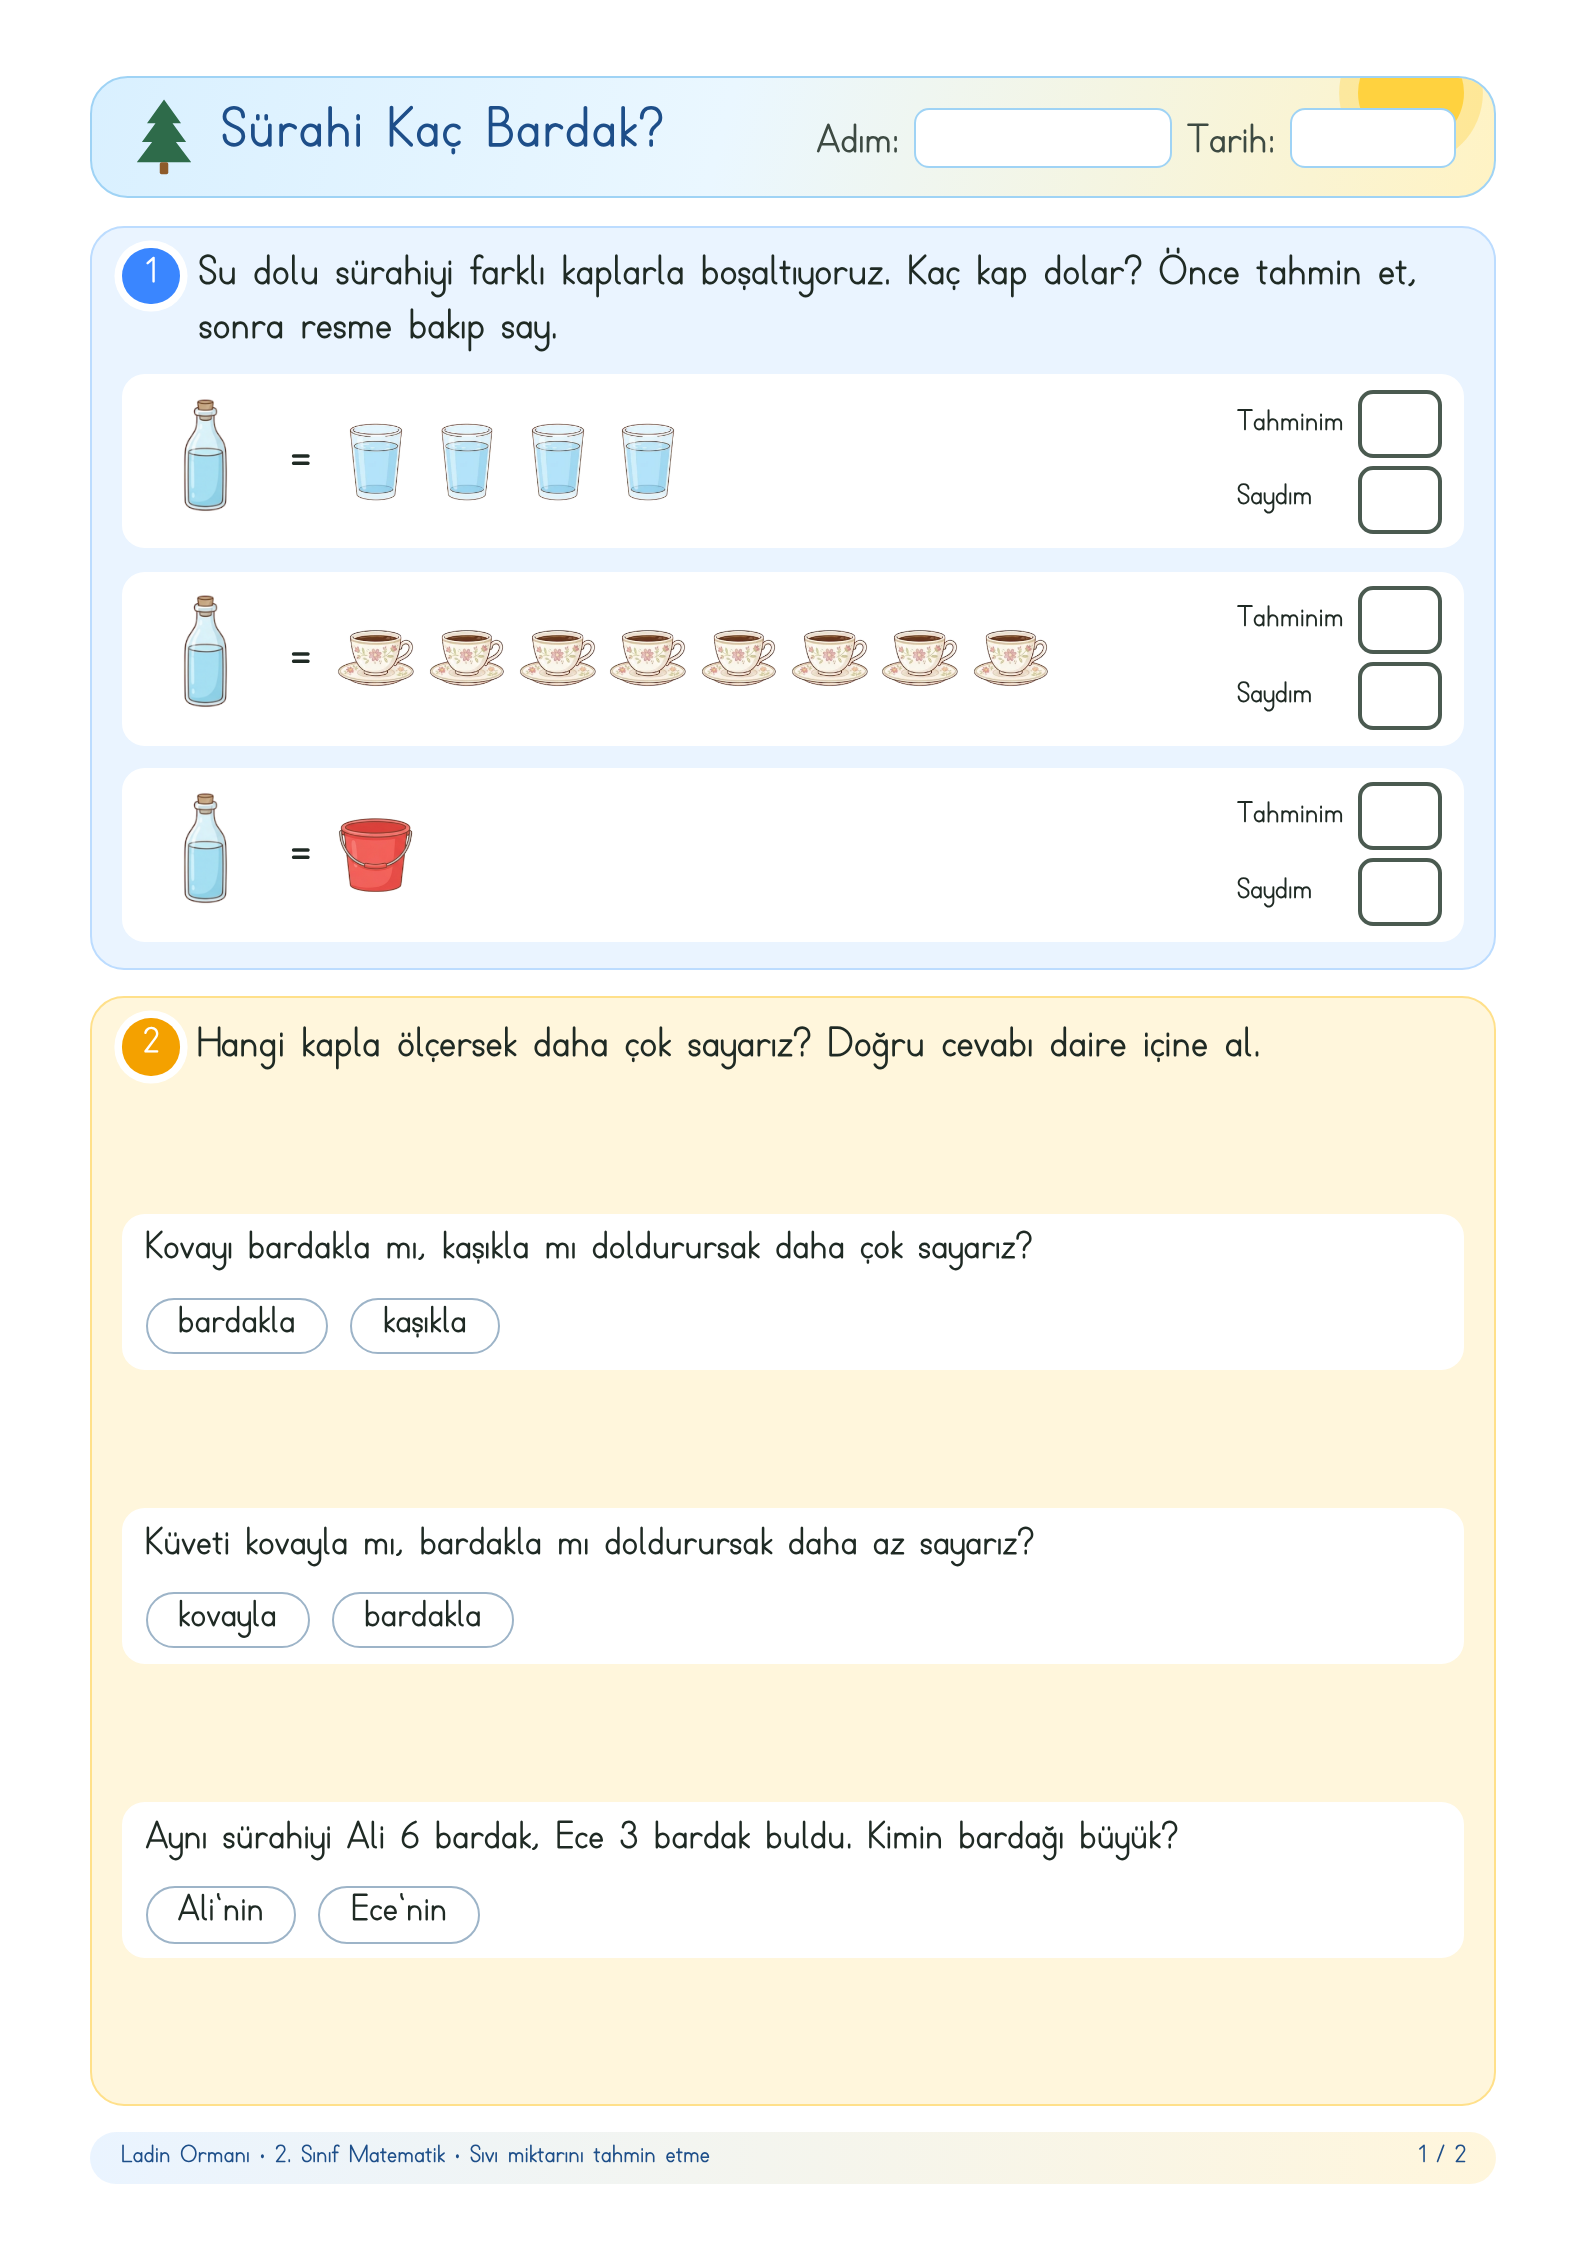 Sürahi Kaç Bardak?
Adım:
Tarih:
1
Su dolu sürahiyi farklı kaplarla boşaltıyoruz. Kaç kap dolar? Önce tahmin et,
sonra resme bakıp say.
=
Tahminim
Saydım
=
Tahminim
Saydım
=
Tahminim
Saydım
2
Hangi kapla ölçersek daha çok sayarız? Doğru cevabı daire içine al.
Kovayı bardakla mı, kaşıkla mı doldurursak daha çok sayarız?
bardakla kaşıkla
Küveti kovayla mı, bardakla mı doldurursak daha az sayarız?
kovayla bardakla
Aynı sürahiyi Ali 6 bardak, Ece 3 bardak buldu. Kimin bardağı büyük?
Ali‛nin Ece‛nin
Ladin Ormanı • 2. Sınıf Matematik • Sıvı miktarını tahmin etme
1 / 2